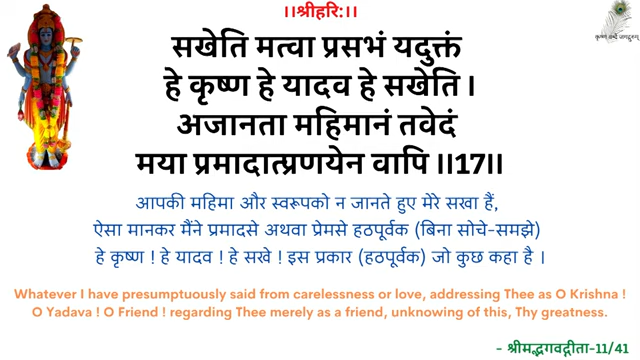 ।।श्रीहरि:।।
कृष्णं वन्दे जगद्गुरुम्
सखेति मत्वा प्रसभं यदुक्तं
हे कृष्ण हे यादव हे सखेति ।
अजानता महिमानं तवेदं
मया प्रमादात्प्रणयेन वापि ।।17।।
आपकी महिमा और स्वरूपको न जानते हुए मेरे सखा हैं,
ऐसा मानकर मैंने प्रमादसे अथवा प्रेमसे हठपूर्वक (बिना सोचे-समझे)
हे कृष्ण ! हे यादव ! हे सखे ! इस प्रकार (हठपूर्वक) जो कुछ कहा है ।
Whatever I have presumptuously said from carelessness or love, addressing Thee as O Krishna !
O Yadava ! O Friend ! regarding Thee merely as a friend, unknowing of this, Thy greatness.
- श्रीमद्भगवद्गीता-11/41